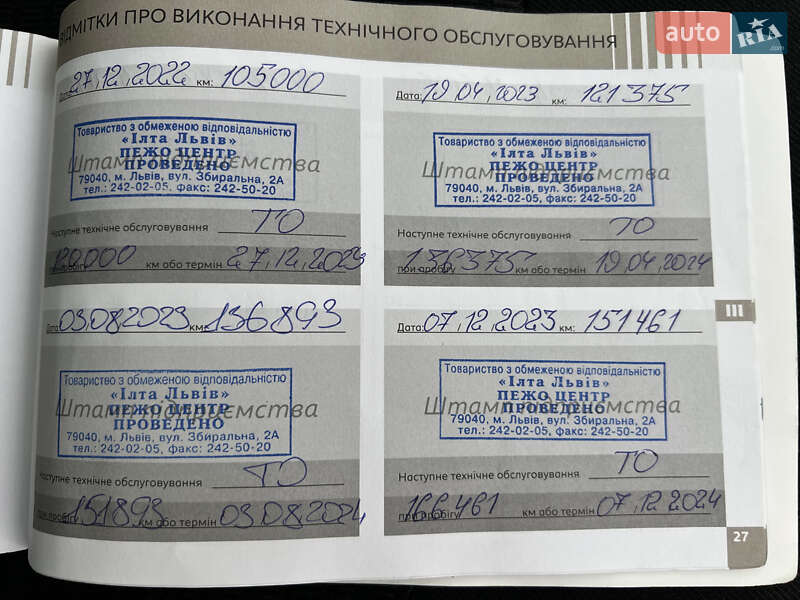 ВІДМІТКИ ПРО ВИКОНАННЯ ТЕХНІЧНОГО ОБСЛУГОВУВАННЯ
auto RIA .com
Дата: 27,12,2022 км: 105000
Товариство з обмеженою відповідальністю
«Ілта Львів»
Штамп підприємства
ПЕЖО ЦЕНТР
ПРОВЕДЕНО
79040, м. Львів, вул. Збиральна, 2А
тел.: 242-02-05, факс: 242-50-20
Наступне технічне обслуговування ТО
при пробігу 120000 км або термін 27,12,2023
Дата: 19.04,2023 км: 121375
Товариство з обмеженою відповідальністю
«Ілта Львів»
Штамп підприємства
ПЕЖО ЦЕНТР
ПРОВЕДЕНО
79040, м. Львів, вул. Збиральна, 2А
тел.: 242-02-05, факс: 242-50-20
Наступне технічне обслуговування ТО
при пробігу 136375 км або термін 19.04.2024
Дата: 03.08.2023 км: 136893
Товариство з обмеженою відповідальністю
«Ілта Львів»
Штамп підприємства
ПЕЖО ЦЕНТР
ПРОВЕДЕНО
79040, м. Львів, вул. Збиральна, 2А
тел.: 242-02-05, факс: 242-50-20
Наступне технічне обслуговування ТО
при пробігу 151893 км або термін 03.08.2024
Дата: 07,12,2023 км: 151461
Товариство з обмеженою відповідальністю
«Ілта Львів»
Штамп підприємства
ПЕЖО ЦЕНТР
ПРОВЕДЕНО
79040, м. Львів, вул. Збиральна, 2А
тел.: 242-02-05, факс: 242-50-20
Наступне технічне обслуговування ТО
при пробігу 166461 км або термін 07,12.2024
III
27